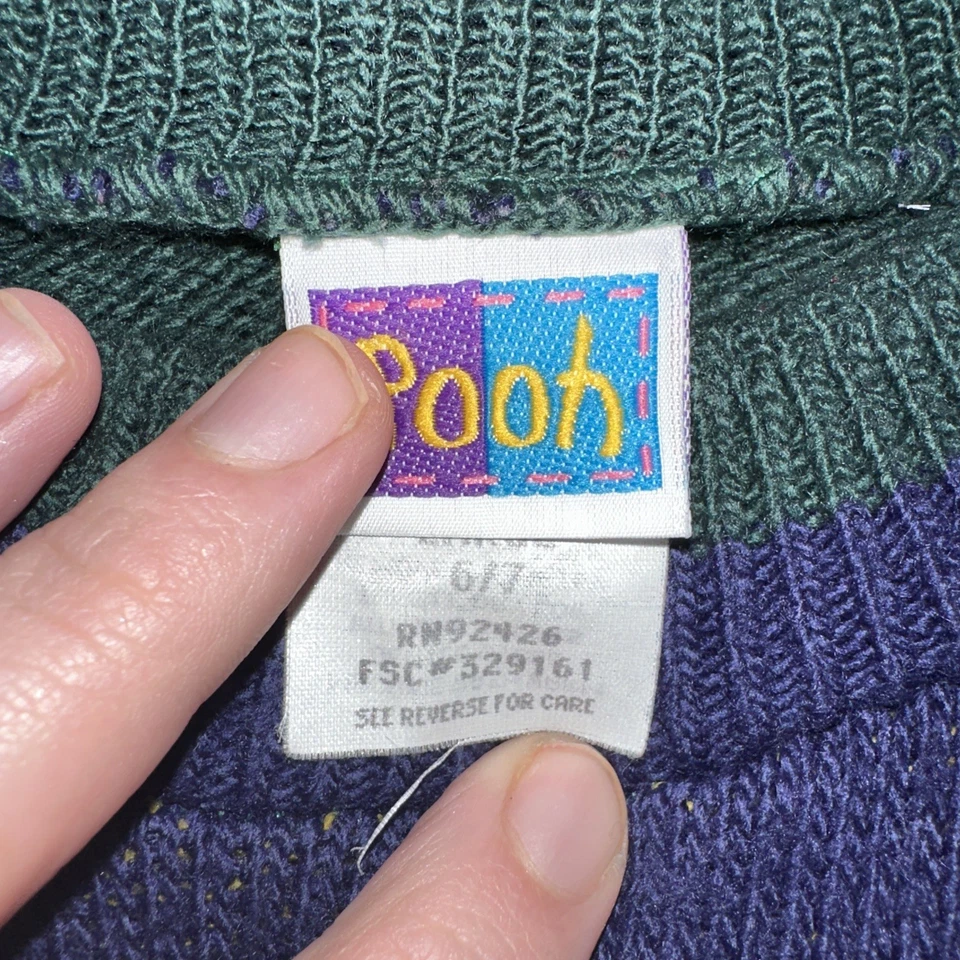 Pooh
6/7
RN92426
FSC#329161
SEE REVERSE FOR CARE